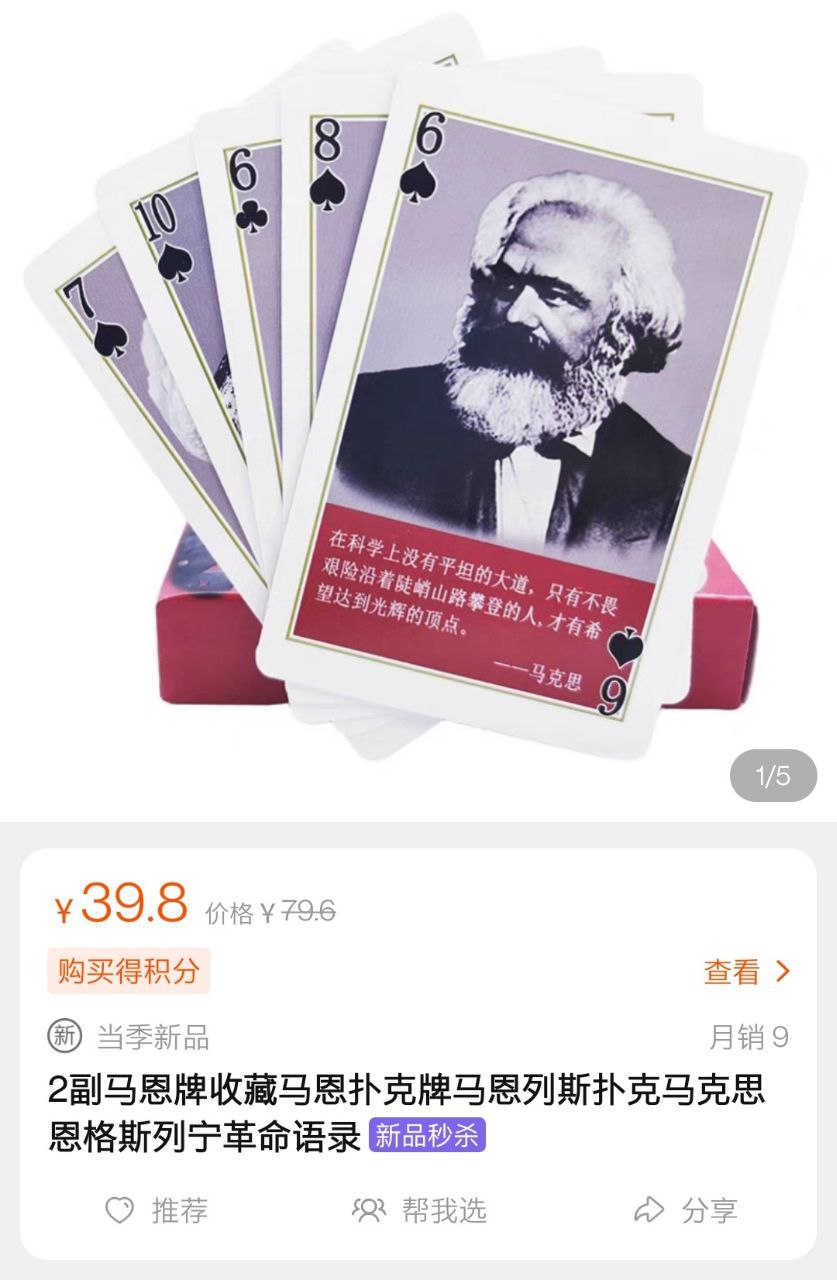 7
10
6
8
6
在科学上没有平坦的大道，只有不畏
艰险沿着陡峭山路攀登的人,才有希
望达到光辉的顶点。
——马克思
6
1/5
¥39.8 价格¥79.6
购买得积分 查看
新 当季新品 月销 9
2副马恩牌收藏马恩扑克牌马恩列斯扑克马克思
恩格斯列宁革命语录 新品秒杀
推荐 帮我选 分享